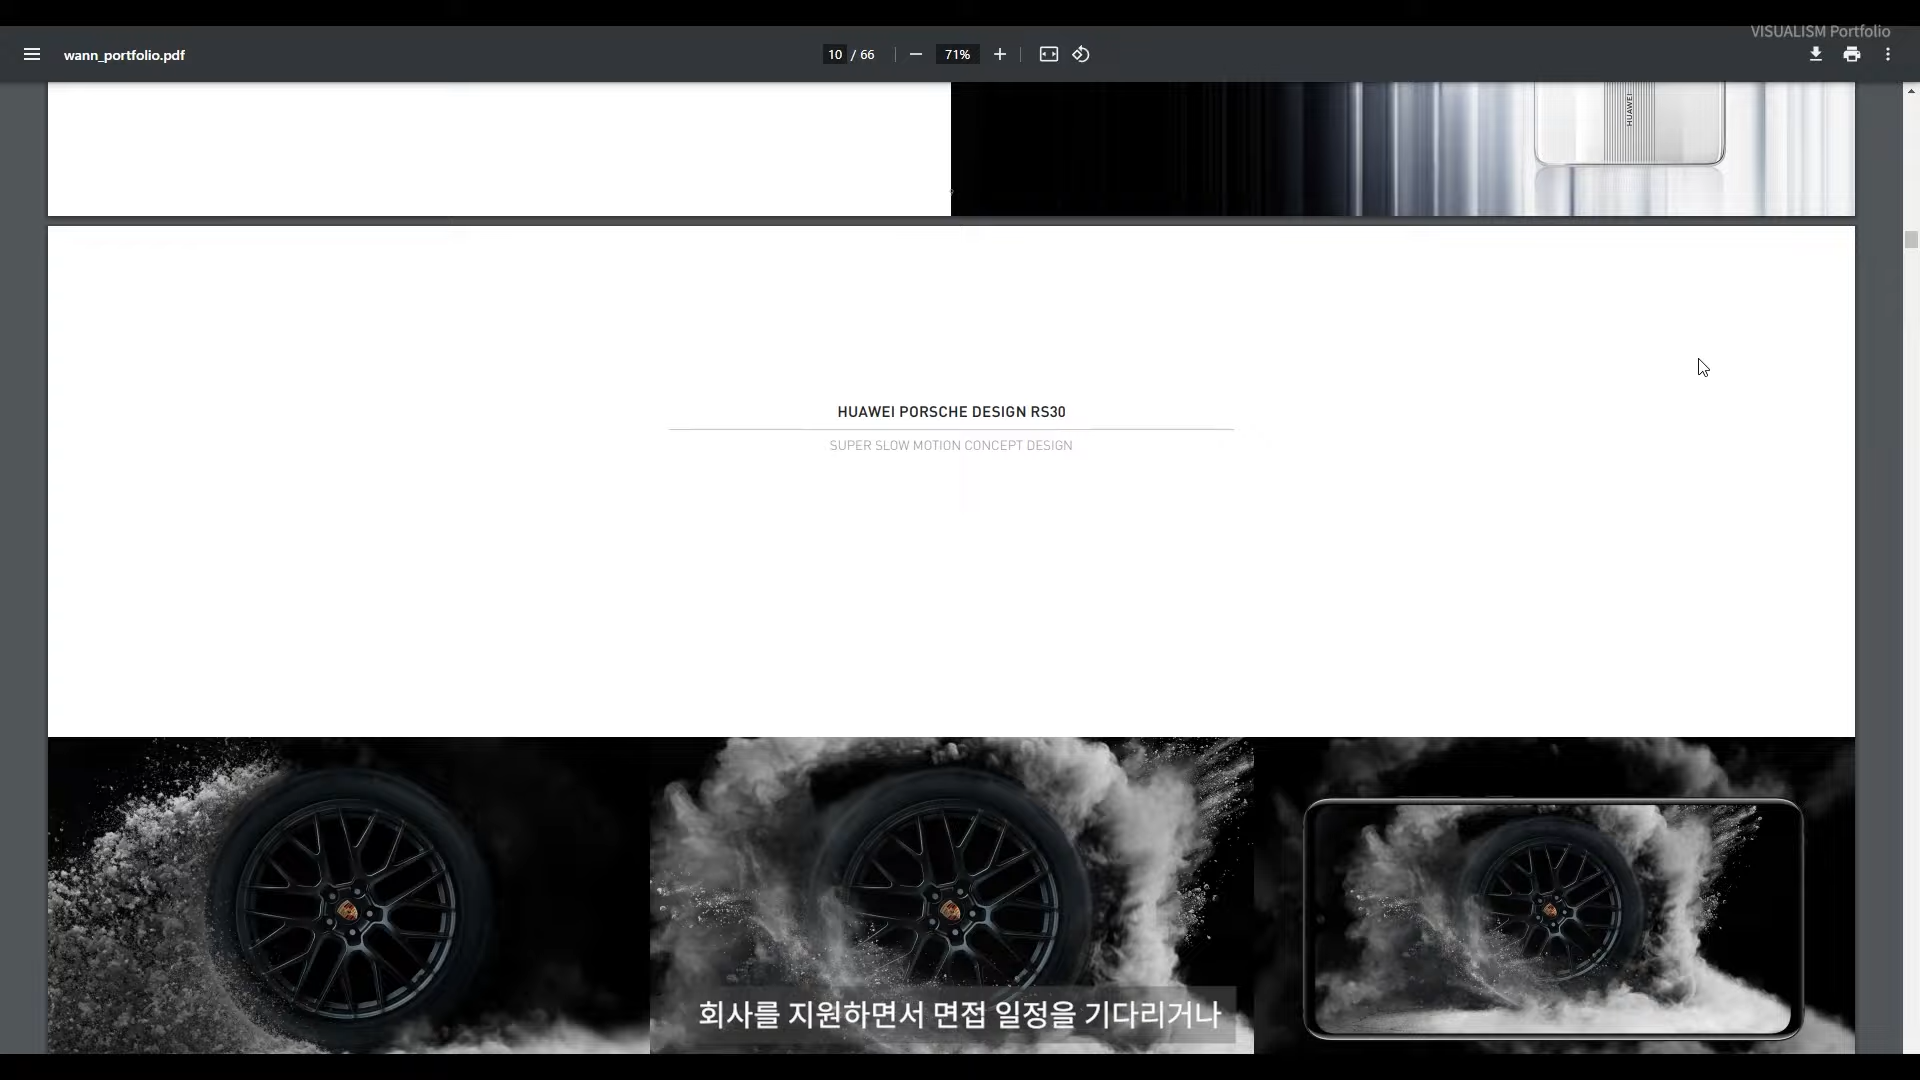 VISUALISM Portfolio
wann_portfolio.pdf
10 / 66
71%
HUAWEI
HUAWEI PORSCHE DESIGN RS30
SUPER SLOW MOTION CONCEPT DESIGN
회사를 지원하면서 면접 일정을 기다리거나